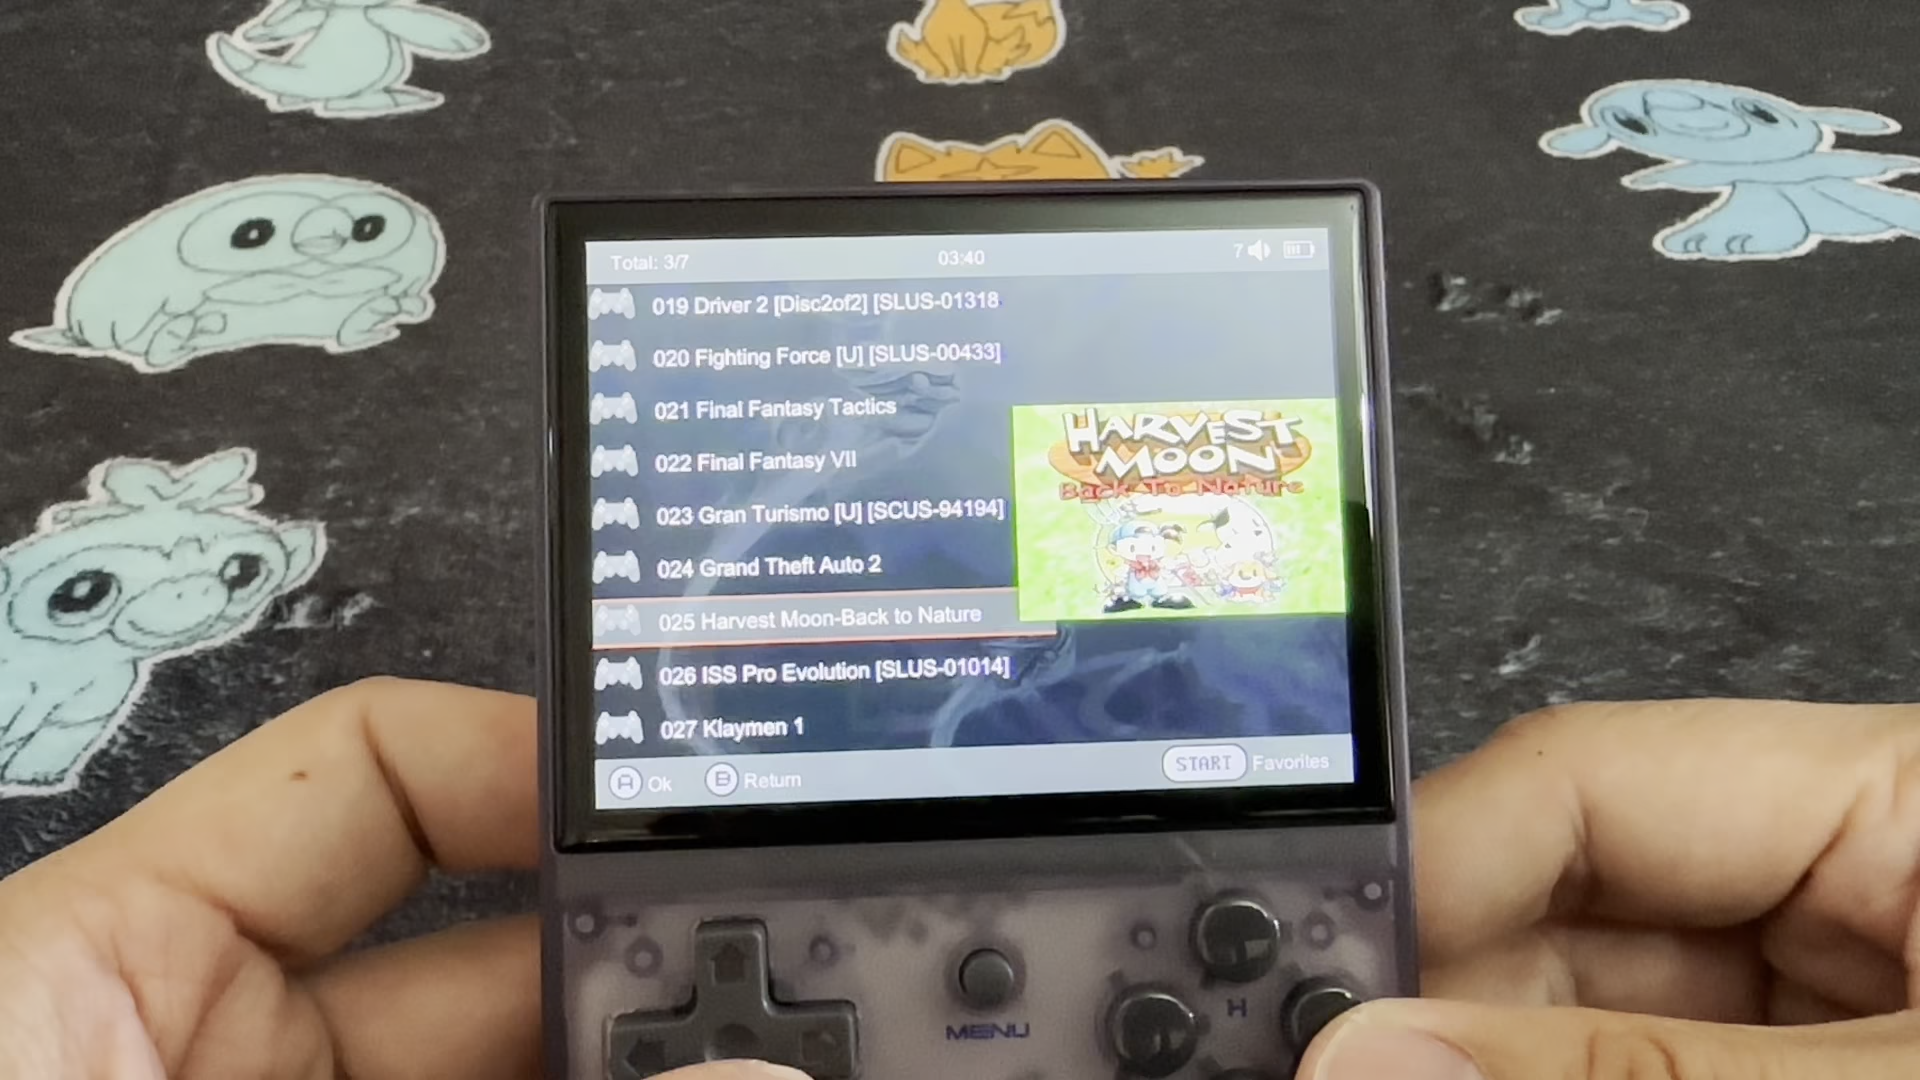 Total: 3/7
03:40
7
019 Driver 2 [Disc2of2] [SLUS-01318
020 Fighting Force [U] [SLUS-00433]
021 Final Fantasy Tactics
022 Final Fantasy VII
023 Gran Turismo [U] [SCUS-94194]
024 Grand Theft Auto 2
025 Harvest Moon-Back to Nature
026 ISS Pro Evolution [SLUS-01014]
027 Klaymen 1
HARVEST
MOON
Back To Nature
A Ok
B Return
START Favorites
MENU
H